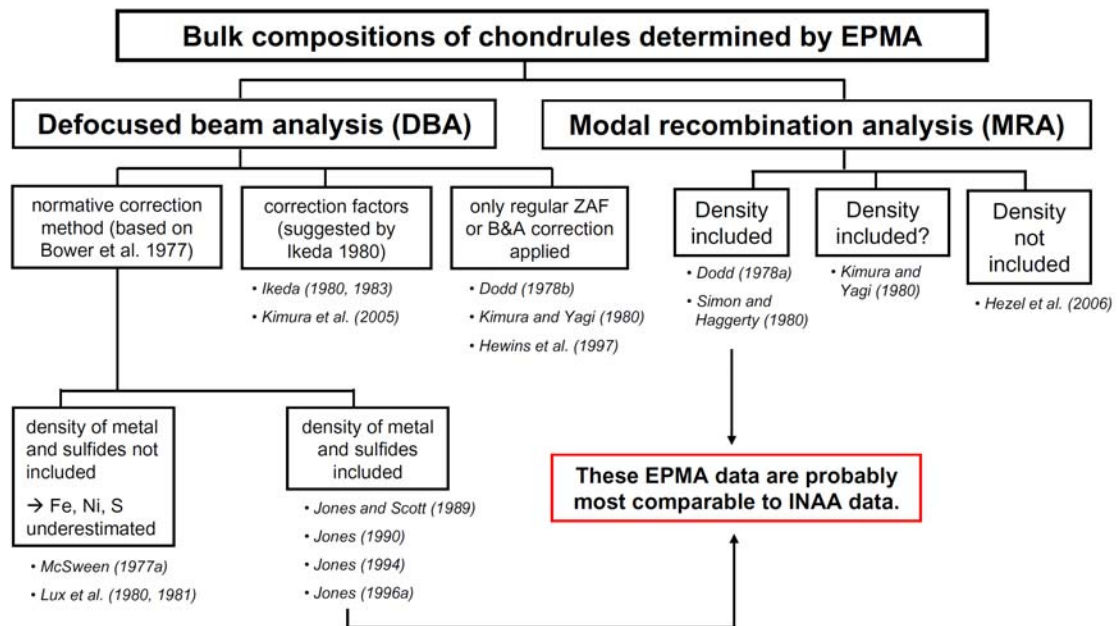 Bulk compositions of chondrules determined by EPMA
Defocused beam analysis (DBA)
Modal recombination analysis (MRA)
normative correction
method (based on
Bower et al. 1977)
correction factors
(suggested by
Ikeda 1980)
only regular ZAF
or B&A correction
applied
Density
included
Density
included?
Density
not
included
• Ikeda (1980, 1983)
• Kimura et al. (2005)
• Dodd (1978b)
• Kimura and Yagi (1980)
• Hewins et al. (1997)
• Dodd (1978a)
• Simon and
Haggerty (1980)
• Kimura and
Yagi (1980)
• Hezel et al. (2006)
density of metal
and sulfides not
included
→ Fe, Ni, S
underestimated
density of metal
and sulfides
included
These EPMA data are probably
most comparable to INAA data.
• McSween (1977a)
• Lux et al. (1980, 1981)
• Jones and Scott (1989)
• Jones (1990)
• Jones (1994)
• Jones (1996a)